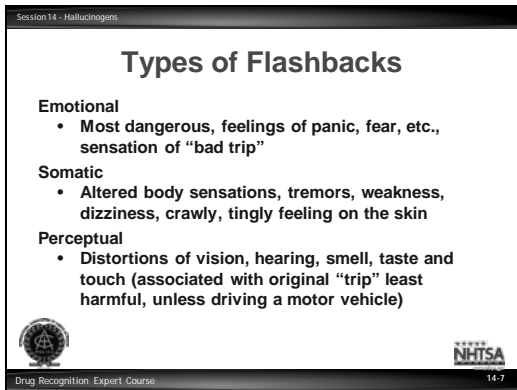 Session 14 - Hallucinogens
Types of Flashbacks
Emotional
• Most dangerous, feelings of panic, fear, etc.,
sensation of “bad trip”
Somatic
• Altered body sensations, tremors, weakness,
dizziness, crawly, tingly feeling on the skin
Perceptual
• Distortions of vision, hearing, smell, taste and
touch (associated with original “trip” least
harmful, unless driving a motor vehicle)
NHTSA
Drug Recognition Expert Course
14-7